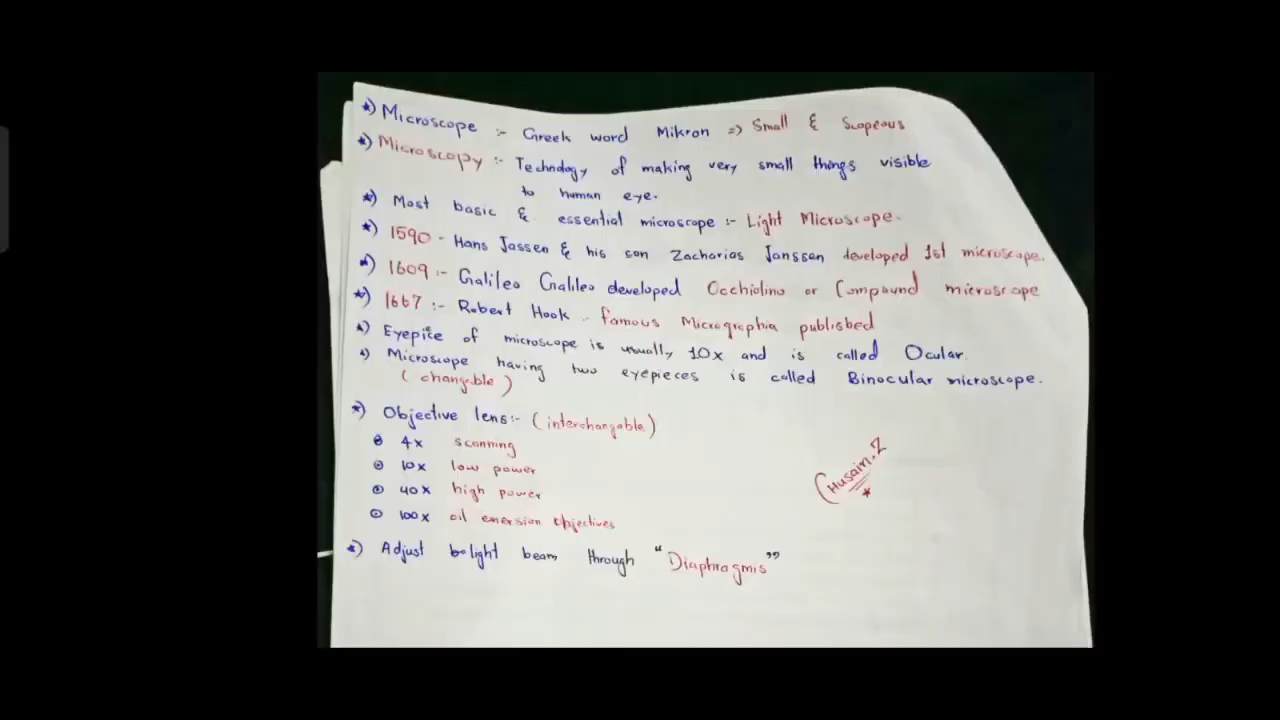 *) Microscope :- Greek word Mikron => Small & Scopeous
*) Microscopy :- Technology of making very small things visible
to human eye.
*) Most basic & essential microscope :- Light Microscope.
*) 1590 - Hans Jassen & his son Zacharias Janssen developed 1st microscope.
*) 1609 :- Galileo Galileo developed Occhiolino or Compound microscope
*) 1667 :- Robert Hook - famous Micrographia published
*) Eyepice of microscope is usually 10x and is called Ocular.
*) Microscope having two eyepieces is called Binocular microscope.
(changable)
*) Objective lens:- (interchangable)
⊙ 4x scanning
⊙ 10x low power
⊙ 40x high power
⊙ 100x oil emersion objectives
(Husain.Z
*
*) Adjust light beam through "Diaphragmis"